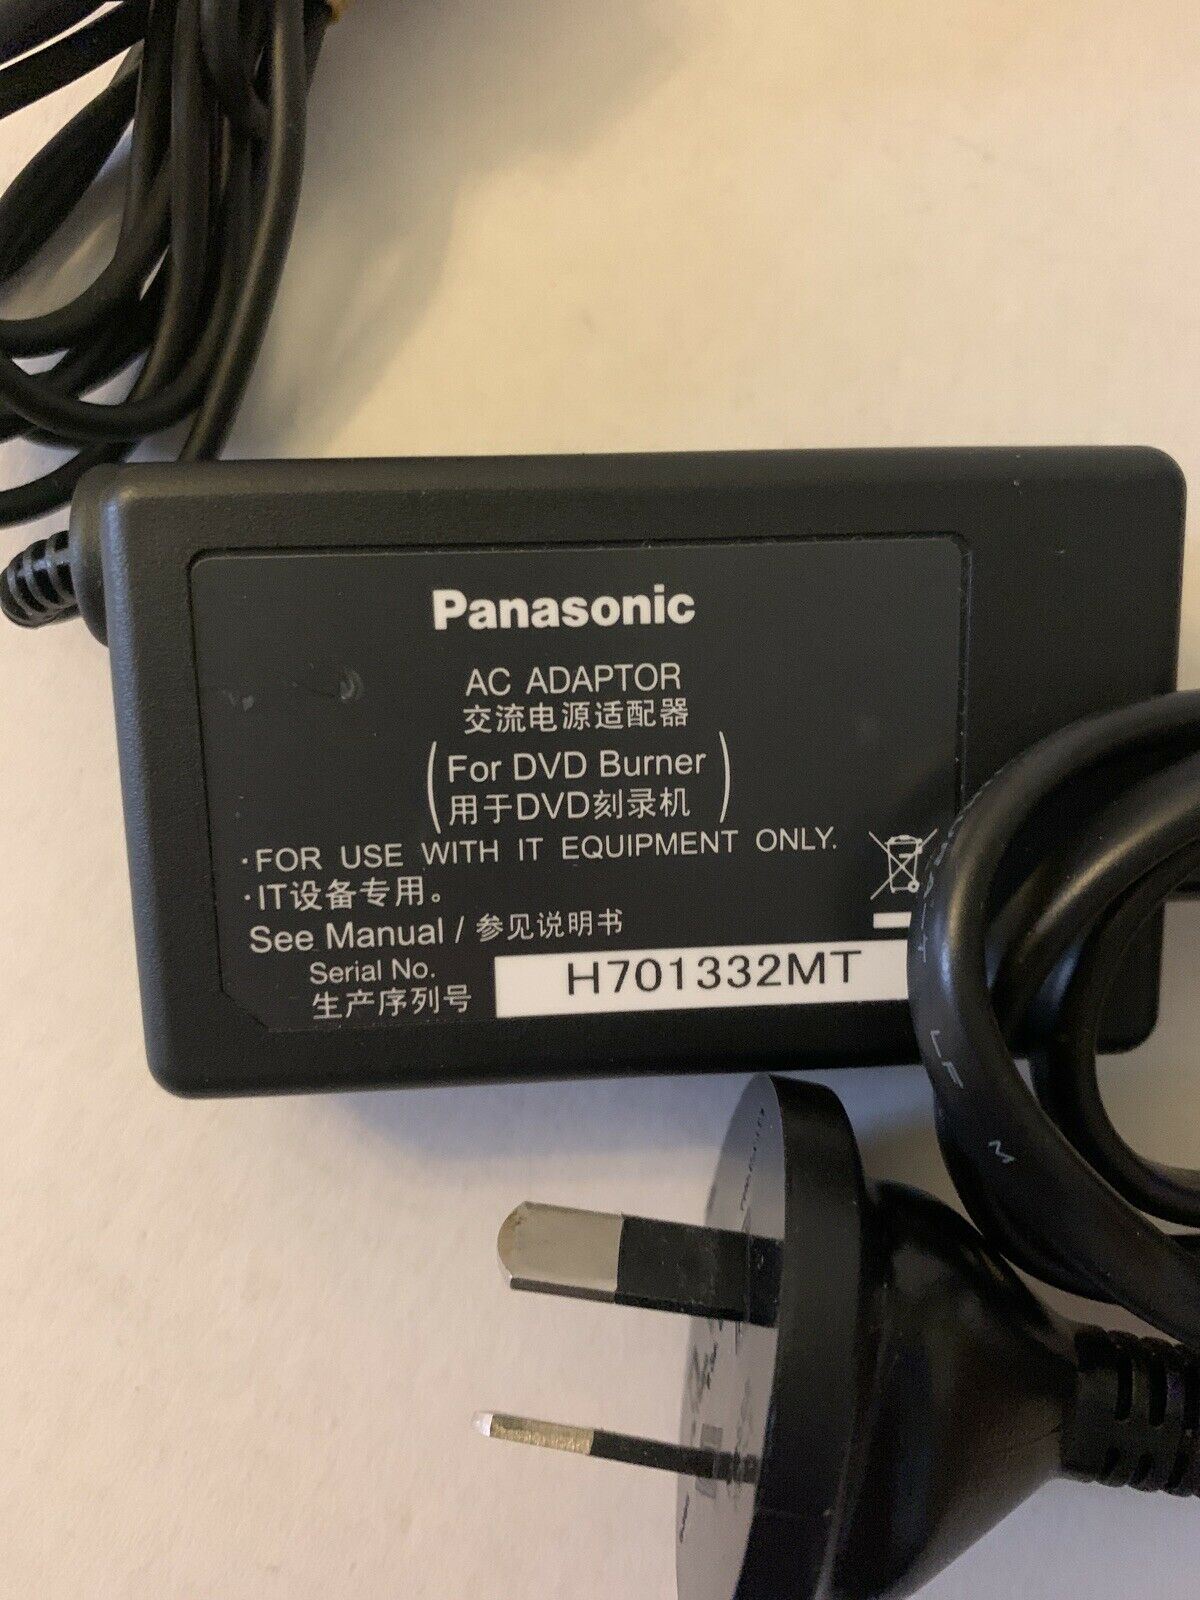 Panasonic
AC ADAPTOR
交流电源适配器
(For DVD Burner
用于DVD刻录机)
·FOR USE WITH IT EQUIPMENT ONLY.
·IT设备专用。
See Manual / 参见说明书
Serial No.
生产序列号
H701332MT
LF
M